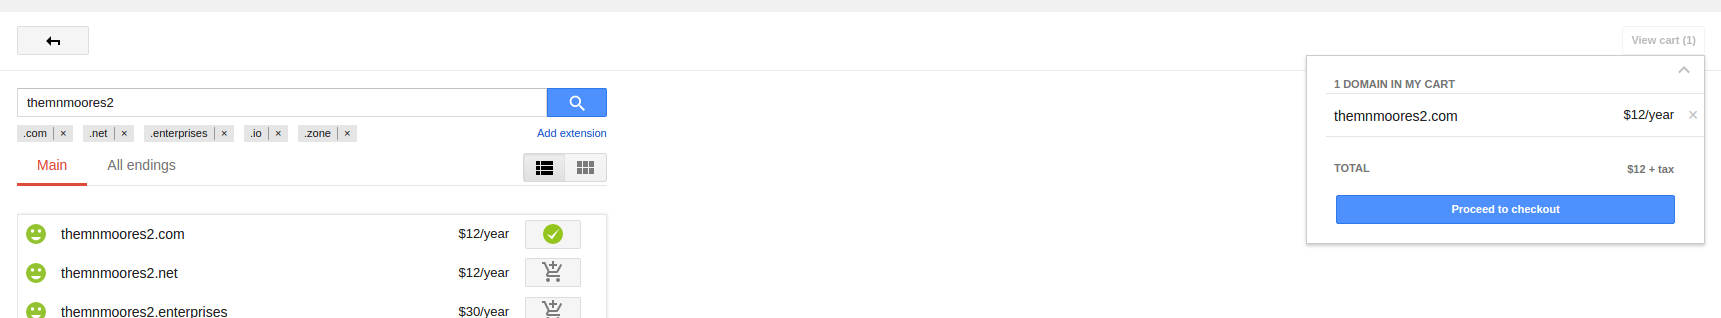 View cart (1)
1 DOMAIN IN MY CART
themnmoores2.com $12/year ×
TOTAL $12 + tax
Proceed to checkout
themnmoores2
.com × .net × .enterprises × .io × .zone × Add extension
Main All endings
themnmoores2.com $12/year
themnmoores2.net $12/year
themnmoores2.enterprises $30/year